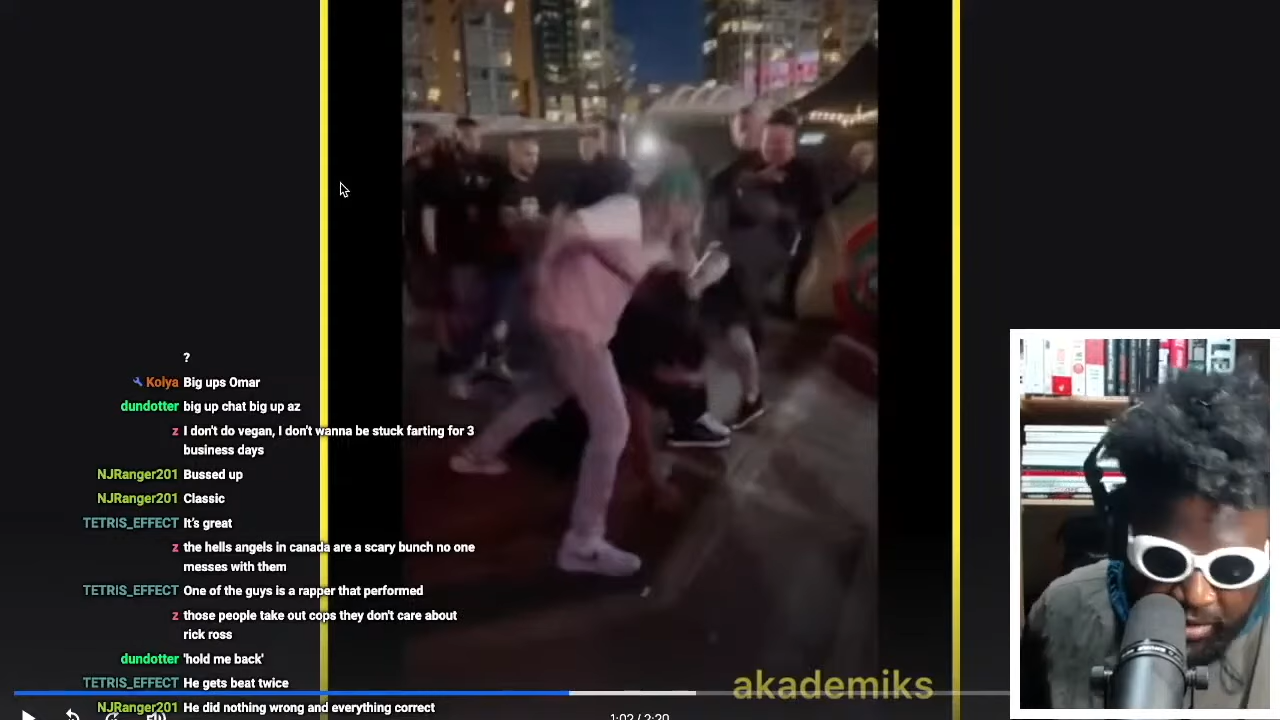 ?
Kolya Big ups Omar
dundotter big up chat big up az
z I don't do vegan, I don't wanna be stuck farting for 3
business days
NJRanger201 Bussed up
NJRanger201 Classic
TETRIS_EFFECT It's great
z the hells angels in canada are a scary bunch no one
messes with them
TETRIS_EFFECT One of the guys is a rapper that performed
z those people take out cops they don't care about
rick ross
dundotter 'hold me back'
TETRIS_EFFECT He gets beat twice
NJRanger201 He did nothing wrong and everything correct
akademiks
1:02 / 2:20